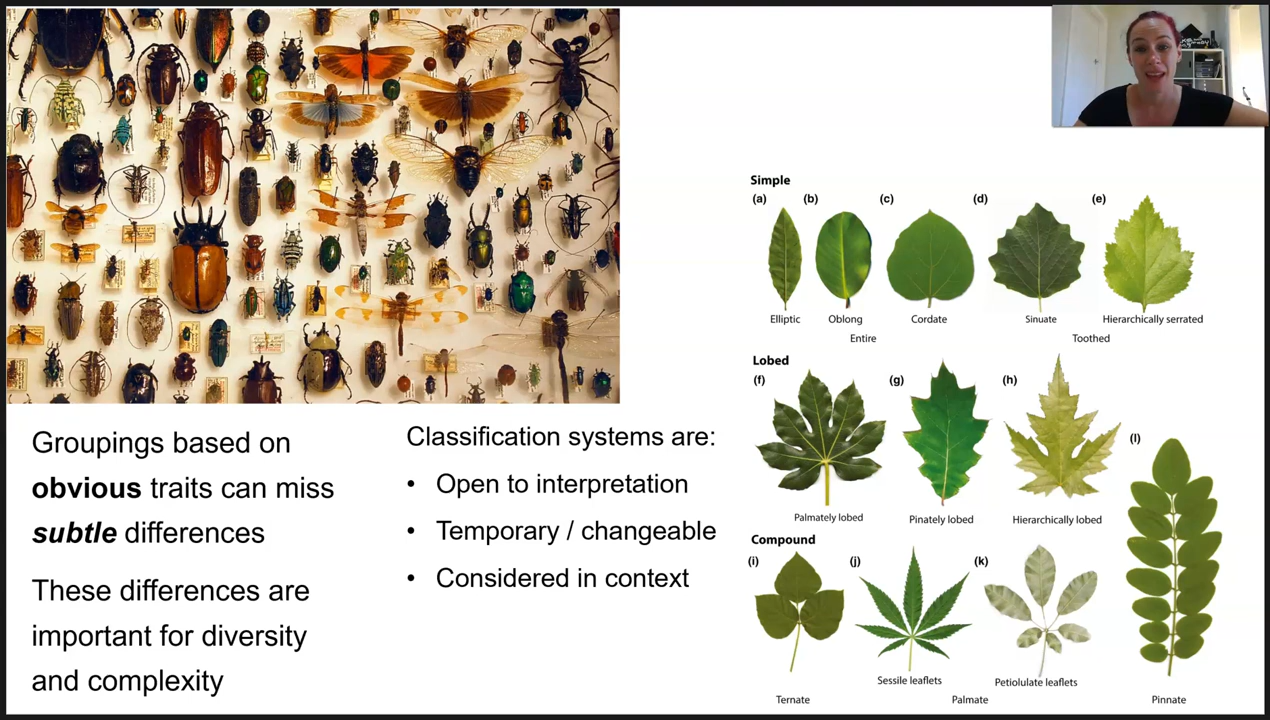 Groupings based on
obvious traits can miss
subtle differences
These differences are
important for diversity
and complexity
Classification systems are:
• Open to interpretation
• Temporary / changeable
• Considered in context
Simple
(a) (b) (c) (d) (e)
Elliptic Oblong Cordate Sinuate Hierarchically serrated
Entire Toothed
Lobed
(f) (g) (h)
(l)
Palmately lobed Pinately lobed Hierarchically lobed
Compound
(i) (j) (k)
Sessile leaflets Petiolulate leaflets
Ternate Palmate Pinnate